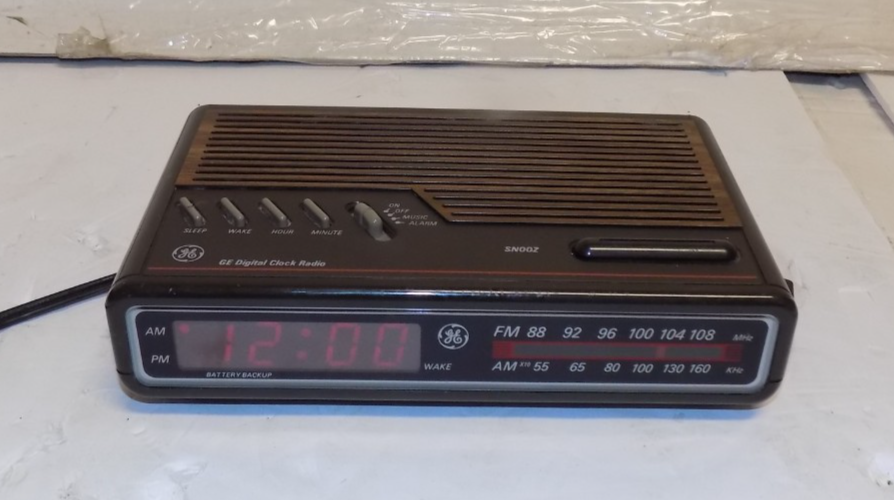 ON
OFF
MUSIC
ALARM
SLEEP WAKE HOUR MINUTE
SNOOZ
GE
GE Digital Clock Radio
AM
PM
12:00
BATTERY BACKUP
GE
WAKE
FM 88 92 96 100 104 108 MHz
AM X10 55 65 80 100 130 160 KHz